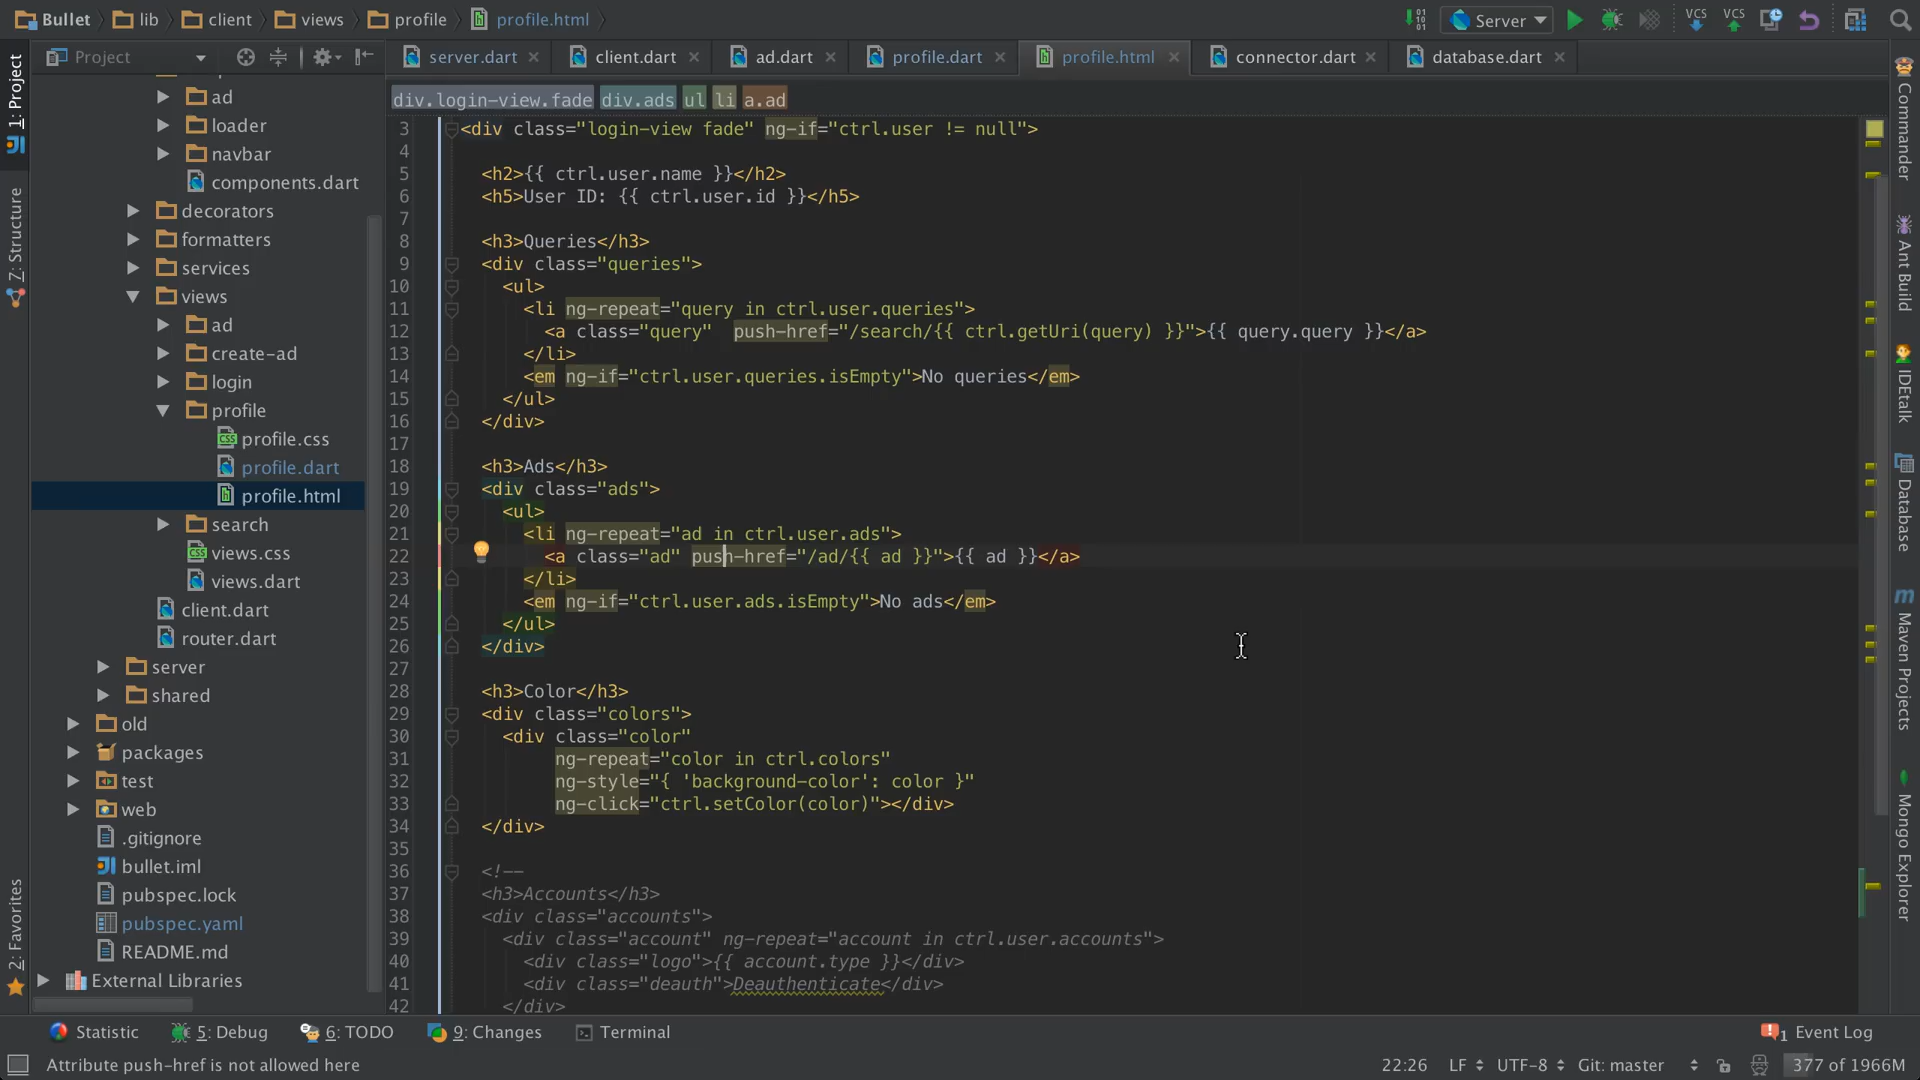 Bullet lib client views profile profile.html
Server
VCS VCS
Project
server.dart client.dart ad.dart profile.dart profile.html connector.dart database.dart
div.login-view.fade div.ads ul li a.ad
1: Project
7: Structure
2: Favorites
ad
loader
navbar
components.dart
decorators
formatters
services
views
ad
create-ad
login
profile
profile.css
profile.dart
profile.html
search
views.css
views.dart
client.dart
router.dart
server
shared
old
packages
test
web
.gitignore
bullet.iml
pubspec.lock
pubspec.yaml
README.md
External Libraries
3 <div class="login-view fade" ng-if="ctrl.user != null">
4
5 <h2>{{ ctrl.user.name }}</h2>
6 <h5>User ID: {{ ctrl.user.id }}</h5>
7
8 <h3>Queries</h3>
9 <div class="queries">
10 <ul>
11 <li ng-repeat="query in ctrl.user.queries">
12 <a class="query"  push-href="/search/{{ ctrl.getUri(query) }}">{{ query.query }}</a>
13 </li>
14 <em ng-if="ctrl.user.queries.isEmpty">No queries</em>
15 </ul>
16 </div>
17
18 <h3>Ads</h3>
19 <div class="ads">
20 <ul>
21 <li ng-repeat="ad in ctrl.user.ads">
22 <a class="ad" push-href="/ad/{{ ad }}">{{ ad }}</a>
23 </li>
24 <em ng-if="ctrl.user.ads.isEmpty">No ads</em>
25 </ul>
26 </div>
27
28 <h3>Color</h3>
29 <div class="colors">
30 <div class="color"
31 ng-repeat="color in ctrl.colors"
32 ng-style="{ 'background-color': color }"
33 ng-click="ctrl.setColor(color)"></div>
34 </div>
35
36 <!--
37 <h3>Accounts</h3>
38 <div class="accounts">
39 <div class="account" ng-repeat="account in ctrl.user.accounts">
40 <div class="logo">{{ account.type }}</div>
41 <div class="deauth">Deauthenticate</div>
42 </div>
Commander
Ant Build
IDEtalk
Database
Maven Projects
Mongo Explorer
Statistic 5: Debug 6: TODO 9: Changes Terminal 1 Event Log
Attribute push-href is not allowed here 22:26 LF UTF-8 Git: master 377 of 1966M